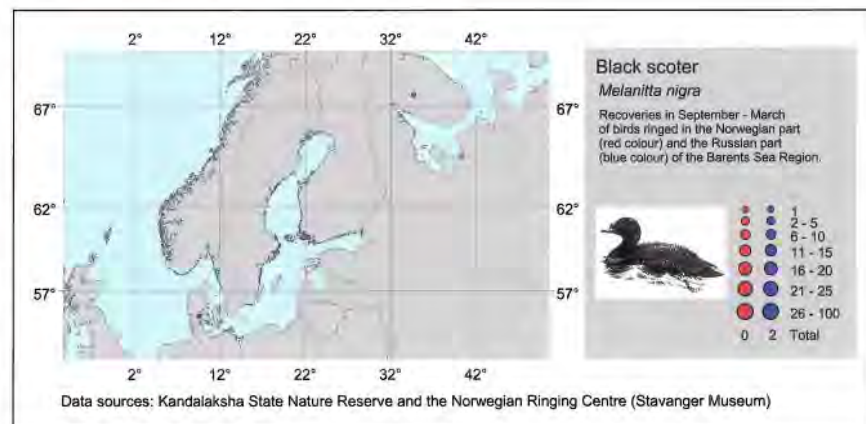 2° 12° 22° 32° 42°
67° 67°
62° 62°
57° 57°
2° 12° 22° 32° 42°
Black scoter
Melanitta nigra
Recoveries in September - March
of birds ringed in the Norwegian part
(red colour) and the Russian part
(blue colour) of the Barents Sea Region.
1
2 - 5
6 - 10
11 - 15
16 - 20
21 - 25
26 - 100
0 2 Total
Data sources: Kandalaksha State Nature Reserve and the Norwegian Ringing Centre (Stavanger Museum)